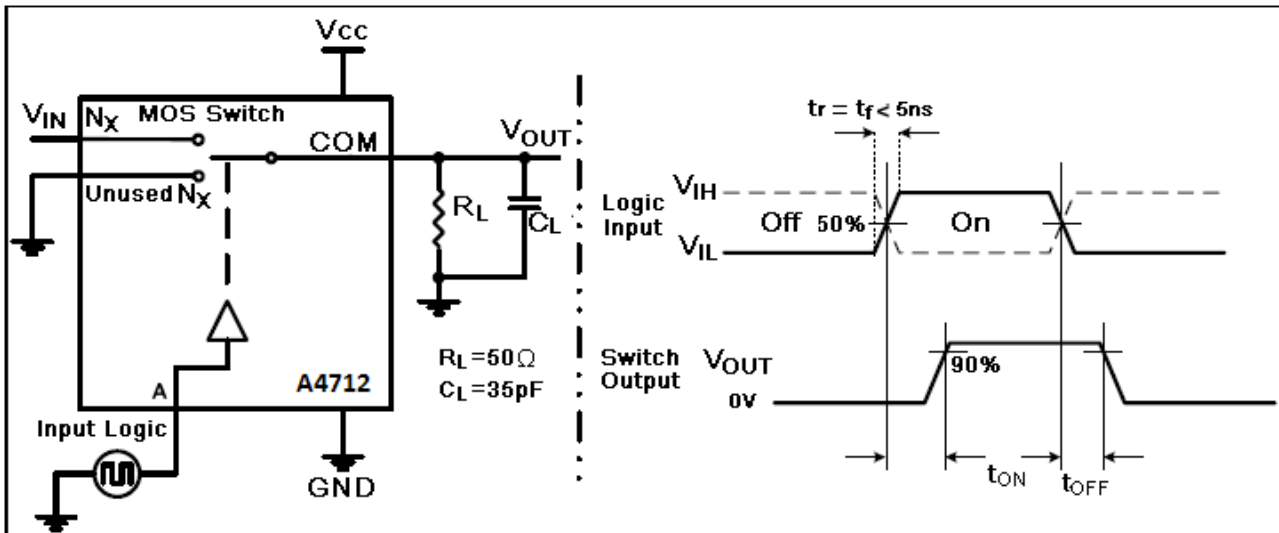 Vcc
VIN NX MOS Switch
COM
VOUT
Unused NX
RL
CL
A
A4712
Input Logic
GND
RL=50Ω
CL=35pF
tr = tf < 5ns
Logic
Input
VIH
VIL
Off 50% On
Switch
Output
VOUT
0V
90%
tON
tOFF